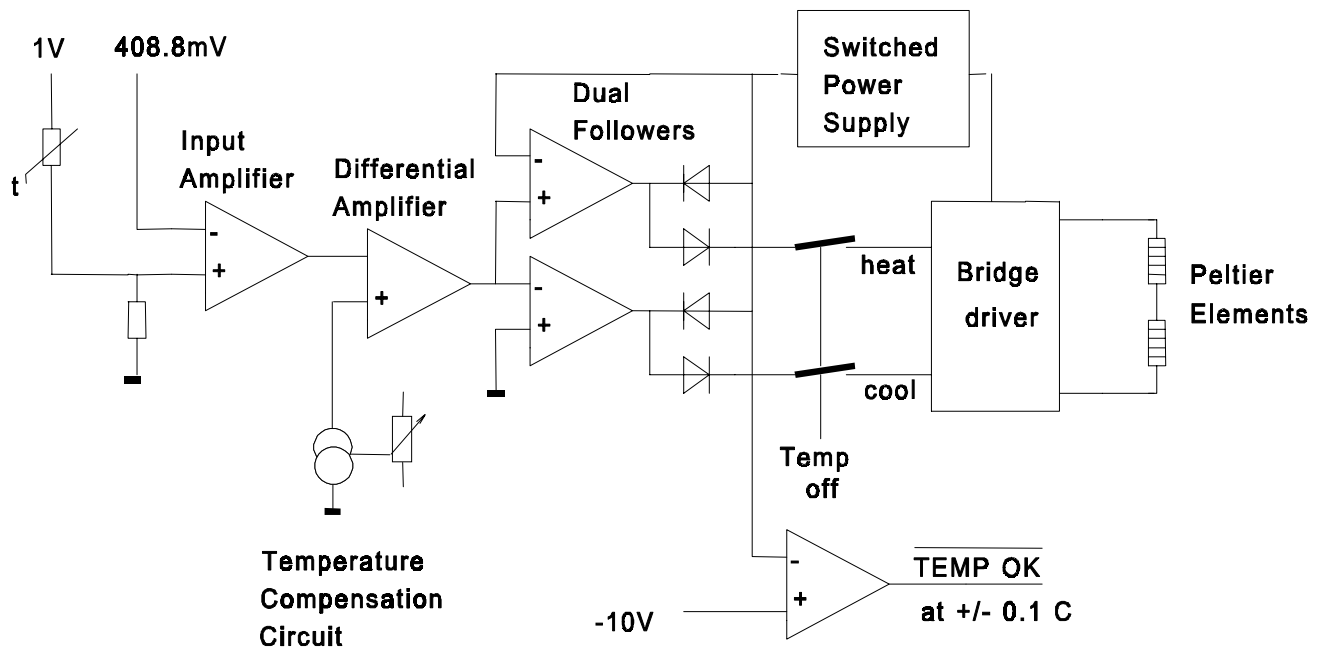 1V
408.8mV
t
Input
Amplifier
-
+
Differential
Amplifier
+
Dual
Followers
-
+
-
+
Switched
Power
Supply
heat
cool
Bridge
driver
Peltier
Elements
Temp
off
Temperature
Compensation
Circuit
-10V
-
+
TEMP OK
at +/- 0.1 C